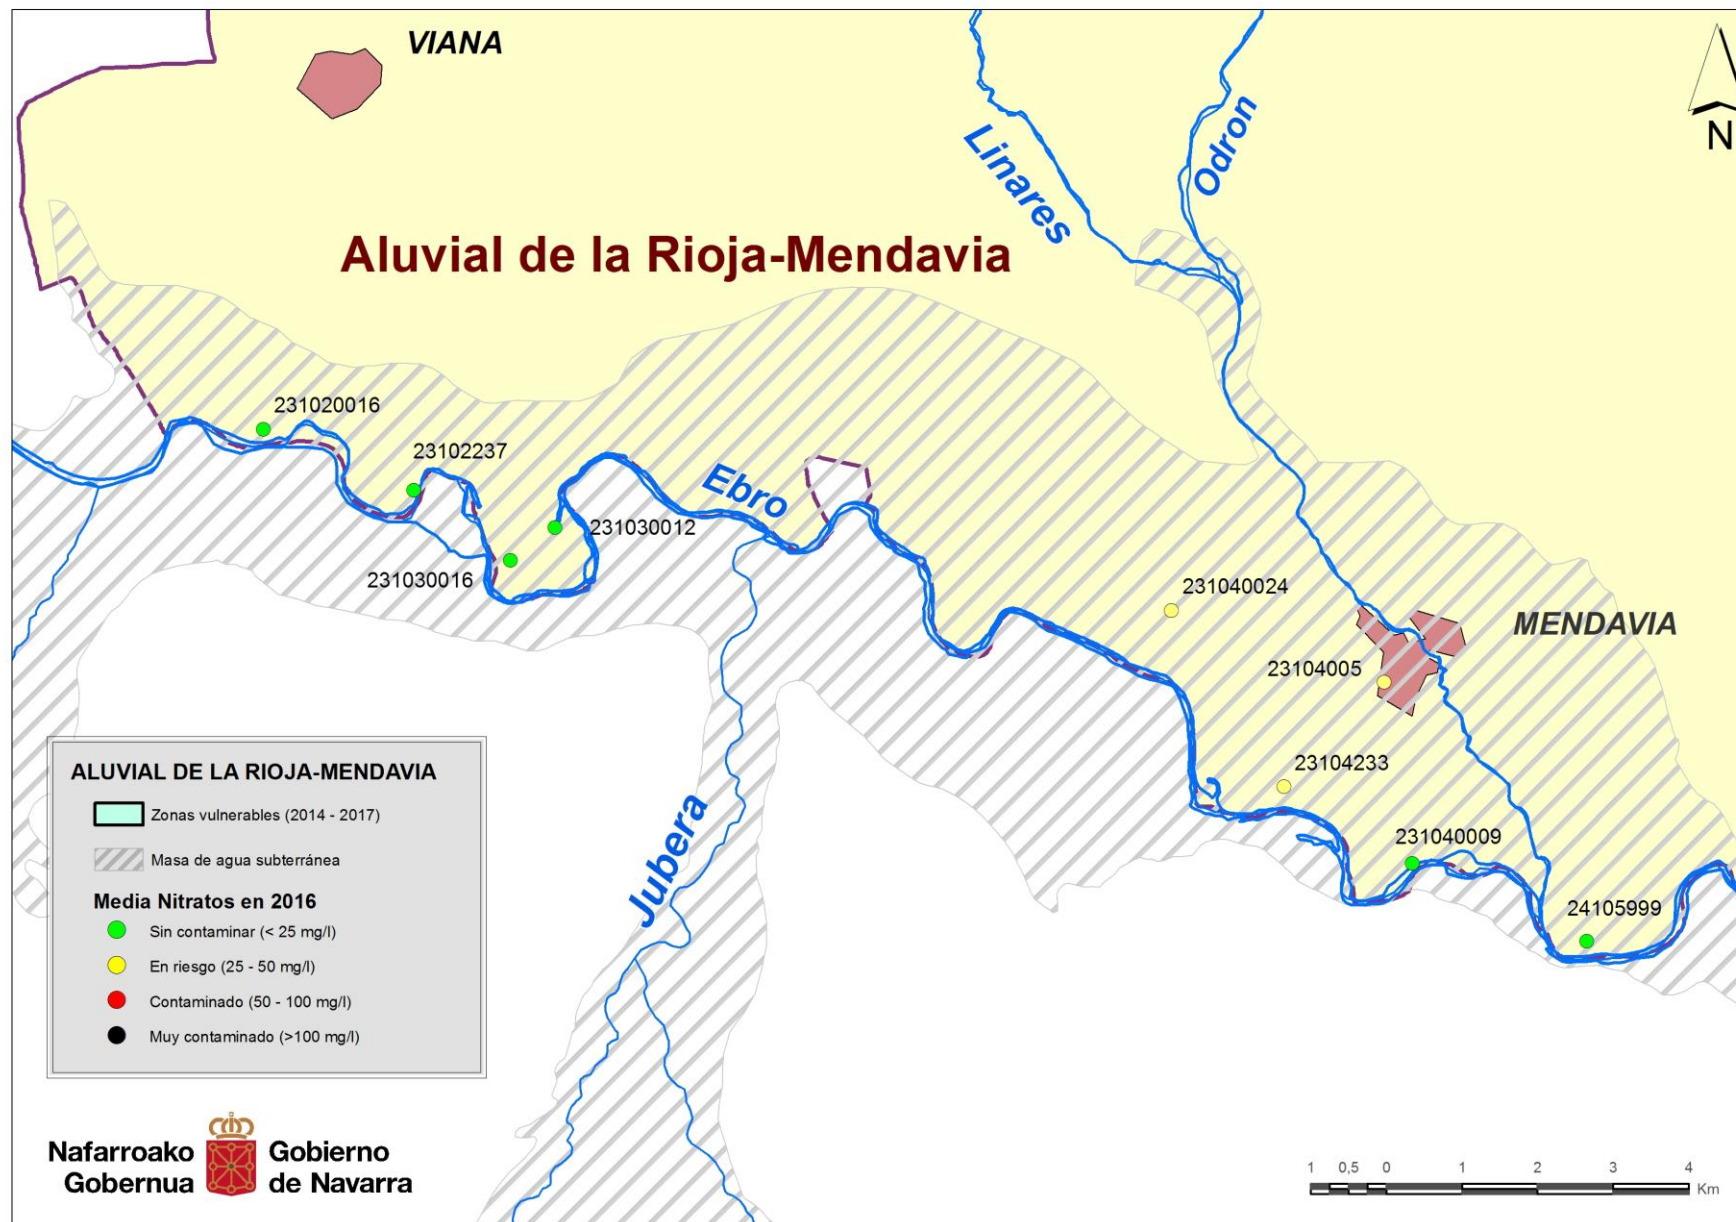 VIANA
N
Linares
Odron
Aluvial de la Rioja-Mendavia
231020016
23102237
Ebro
231030012
231030016
231040024
MENDAVIA
23104005
23104233
231040009
24105999
Jubera
ALUVIAL DE LA RIOJA-MENDAVIA
Zonas vulnerables (2014 - 2017)
Masa de agua subterránéa
Media Nitratos en 2016
Sin contaminar (< 25 mg/l)
En riesgo (25 - 50 mg/l)
Contaminado (50 - 100 mg/l)
Muy contaminado (>100 mg/l)
Nafarroako Gobernua
Gobierno de Navarra
1 0,5 0 1 2 3 4
Km